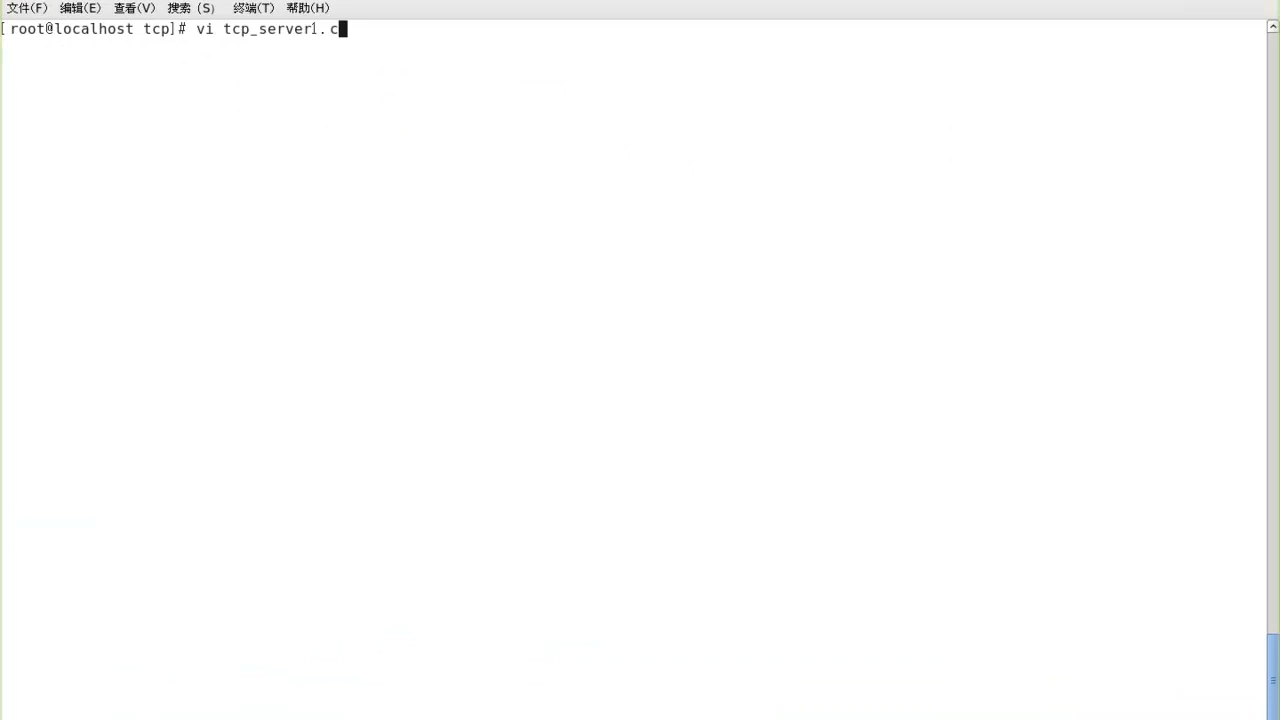 文件(F) 编辑(E) 查看(V) 搜索 (S) 终端(T) 帮助(H)
[root@localhost tcp]# vi tcp_server1.c